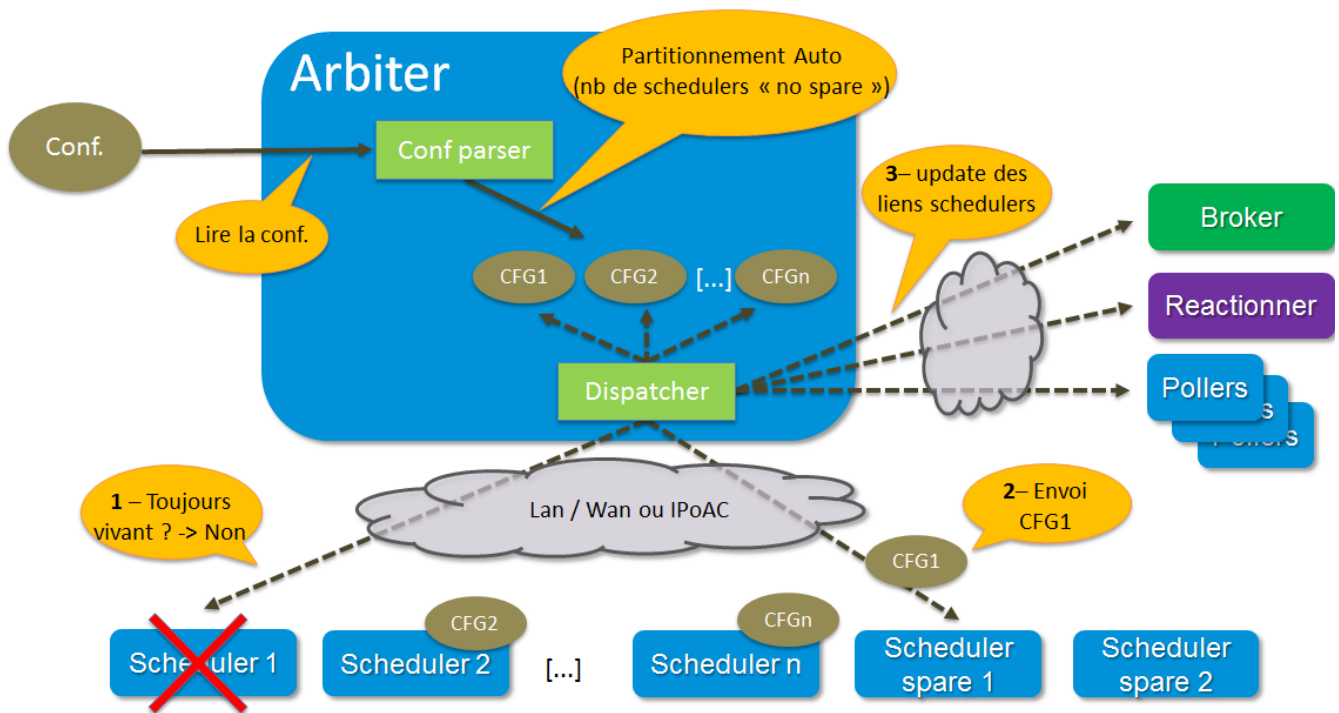 Arbiter
Partitionnement Auto
(nb de schedulers « no spare »)
Conf.
Conf parser
Lire la conf.
3– update des
liens schedulers
Broker
CFG1
CFG2
[...]
CFGn
Reactionner
Dispatcher
Pollers
Pollers
1 – Toujours
vivant ? -> Non
Lan / Wan ou IPoAC
2– Envoi
CFG1
CFG1
CFG2
CFGn
Scheduler 1
Scheduler 2
[...]
Scheduler n
Scheduler
spare 1
Scheduler
spare 2